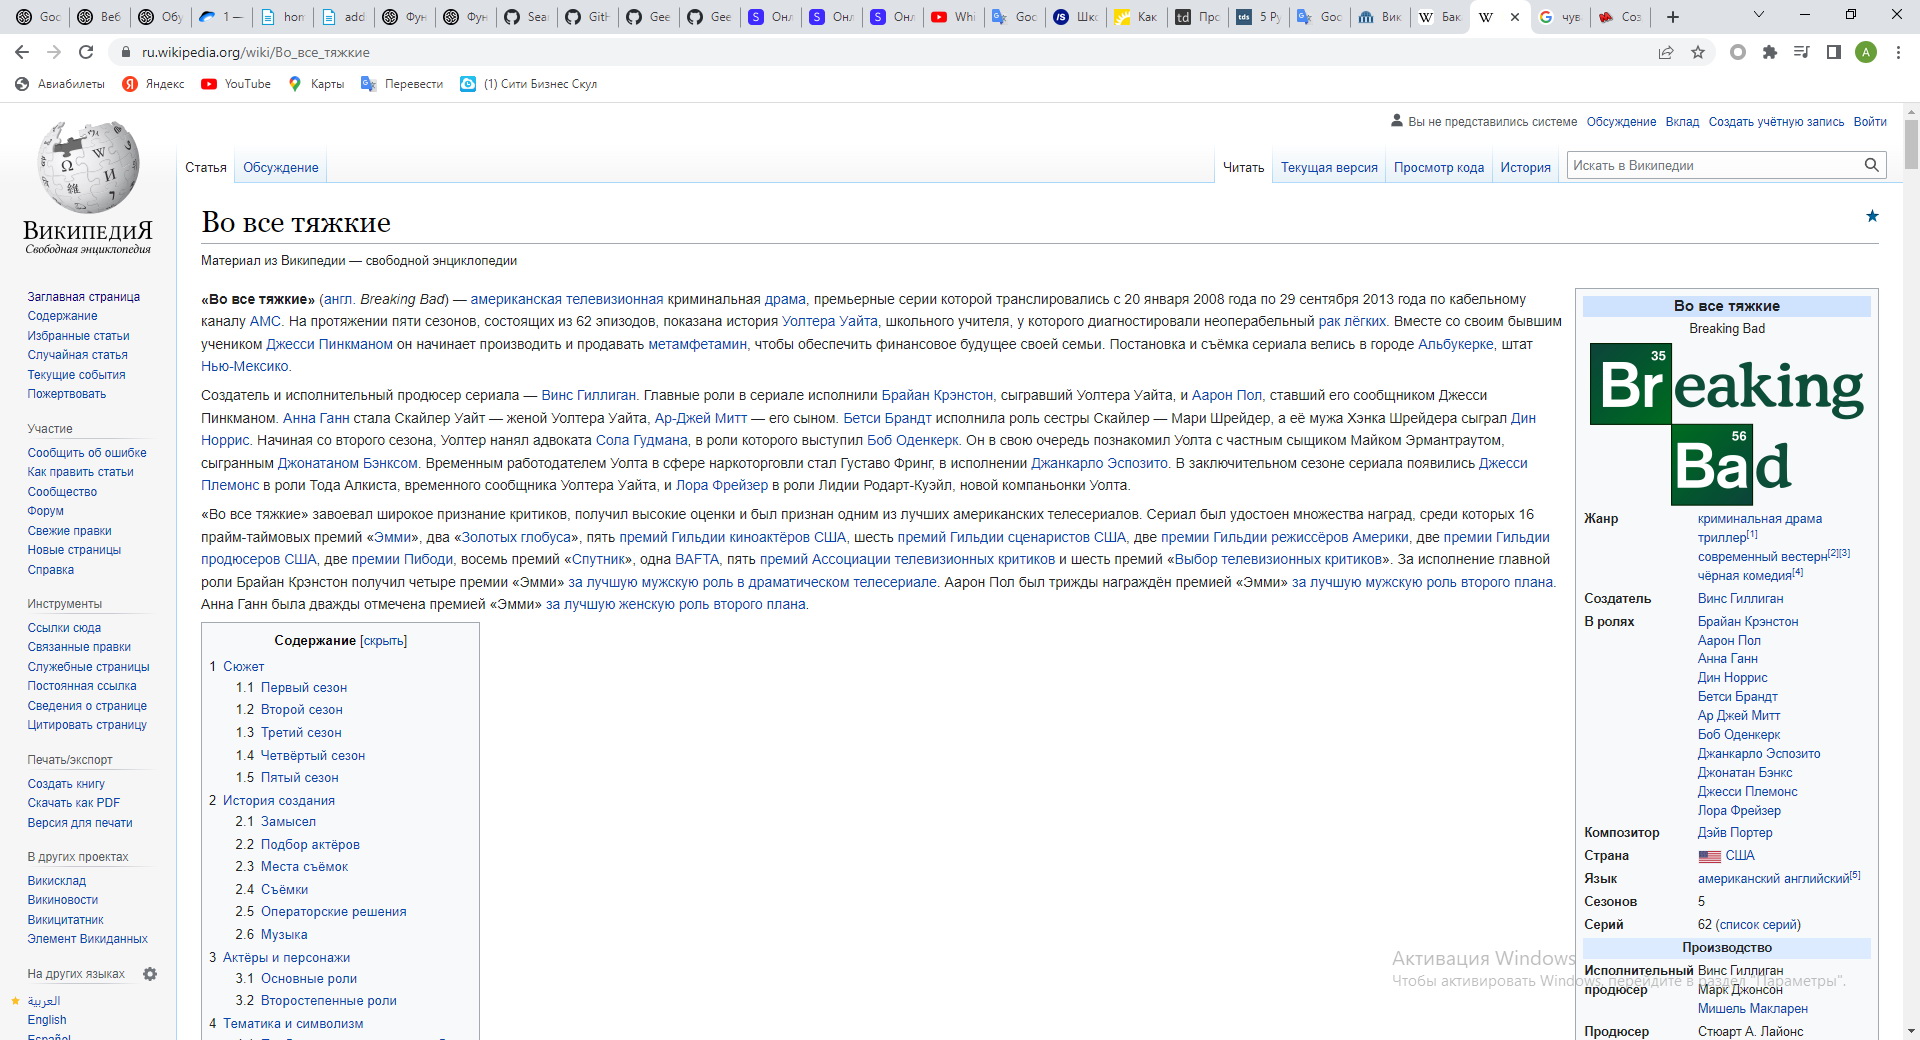 Goc
Веб
Обу
1 —
hom
add
Фун
Фун
Sear
GitH
Gee
Gee
Онл
Онл
Онл
Whi
Goc
Шко
Как
Прс
5 Ру
Goc
Вик
Бак
чув
Соз
ru.wikipedia.org/wiki/Во_все_тяжкие
A
Авиабилеты
Яндекс
YouTube
Карты
Перевести
(1) Сити Бизнес Скул
Вы не представились системе Обсуждение Вклад Создать учётную запись Войти
Статья Обсуждение Читать Текущая версия Просмотр кода История Искать в Википедии
ВикипедиЯ
Свободная энциклопедия
Заглавная страница
Содержание
Избранные статьи
Случайная статья
Текущие события
Пожертвовать
Участие
Сообщить об ошибке
Как править статьи
Сообщество
Форум
Свежие правки
Новые страницы
Справка
Инструменты
Ссылки сюда
Связанные правки
Служебные страницы
Постоянная ссылка
Сведения о странице
Цитировать страницу
Печать/экспорт
Создать книгу
Скачать как PDF
Версия для печати
В других проектах
Викисклад
Викиновости
Викицитатник
Элемент Викиданных
На других языках
العربية
English
Español
Во все тяжкие
Материал из Википедии — свободной энциклопедии
«Во все тяжкие» (англ. Breaking Bad) — американская телевизионная криминальная драма, премьерные серии которой транслировались с 20 января 2008 года по 29 сентября 2013 года по кабельному
каналу AMC. На протяжении пяти сезонов, состоящих из 62 эпизодов, показана история Уолтера Уайта, школьного учителя, у которого диагностировали неоперабельный рак лёгких. Вместе со своим бывшим
учеником Джесси Пинкманом он начинает производить и продавать метамфетамин, чтобы обеспечить финансовое будущее своей семьи. Постановка и съёмка сериала велись в городе Альбукерке, штат
Нью-Мексико.
Создатель и исполнительный продюсер сериала — Винс Гиллиган. Главные роли в сериале исполнили Брайан Крэнстон, сыгравший Уолтера Уайта, и Аарон Пол, ставший его сообщником Джесси
Пинкманом. Анна Ганн стала Скайлер Уайт — женой Уолтера Уайта, Ар-Джей Митт — его сыном. Бетси Брандт исполнила роль сестры Скайлер — Мари Шрейдер, а её мужа Хэнка Шрейдера сыграл Дин
Норрис. Начиная со второго сезона, Уолтер нанял адвоката Сола Гудмана, в роли которого выступил Боб Оденкерк. Он в свою очередь познакомил Уолта с частным сыщиком Майком Эрмантраутом,
сыгранным Джонатаном Бэнксом. Временным работодателем Уолта в сфере наркоторговли стал Густаво Фринг, в исполнении Джанкарло Эспозито. В заключительном сезоне сериала появились Джесси
Племонс в роли Тода Алкиста, временного сообщника Уолтера Уайта, и Лора Фрейзер в роли Лидии Родарт-Куэйл, новой компаньонки Уолта.
«Во все тяжкие» завоевал широкое признание критиков, получил высокие оценки и был признан одним из лучших американских телесериалов. Сериал был удостоен множества наград, среди которых 16
прайм-таймовых премий «Эмми», два «Золотых глобуса», пять премий Гильдии киноактёров США, шесть премий Гильдии сценаристов США, две премии Гильдии режиссёров Америки, две премии Гильдии
продюсеров США, две премии Пибоди, восемь премий «Спутник», одна BAFTA, пять премий Ассоциации телевизионных критиков и шесть премий «Выбор телевизионных критиков». За исполнение главной
роли Брайан Крэнстон получил четыре премии «Эмми» за лучшую мужскую роль в драматическом телесериале. Аарон Пол был трижды награждён премией «Эмми» за лучшую мужскую роль второго плана.
Анна Ганн была дважды отмечена премией «Эмми» за лучшую женскую роль второго плана.
Содержание [скрыть]
1 Сюжет
1.1 Первый сезон
1.2 Второй сезон
1.3 Третий сезон
1.4 Четвёртый сезон
1.5 Пятый сезон
2 История создания
2.1 Замысел
2.2 Подбор актёров
2.3 Места съёмок
2.4 Съёмки
2.5 Операторские решения
2.6 Музыка
3 Актёры и персонажи
3.1 Основные роли
3.2 Второстепенные роли
4 Тематика и символизм
Во все тяжкие
Breaking Bad
35
Breaking
56
Bad
Жанр криминальная драма
триллер[1]
современный вестерн[2][3]
чёрная комедия[4]
Создатель Винс Гиллиган
В ролях Брайан Крэнстон
Аарон Пол
Анна Ганн
Дин Норрис
Бетси Брандт
Ар Джей Митт
Боб Оденкерк
Джанкарло Эспозито
Джонатан Бэнкс
Джесси Племонс
Лора Фрейзер
Композитор Дэйв Портер
Страна США
Язык американский английский[5]
Сезонов 5
Серий 62 (список серий)
Производство
Исполнительный Винс Гиллиган
продюсер Марк Джонсон
Мишель Макларен
Продюсер Стюарт А. Лайонс
Активация Windows
Чтобы активировать Windows, перейдите в раздел "Параметры".